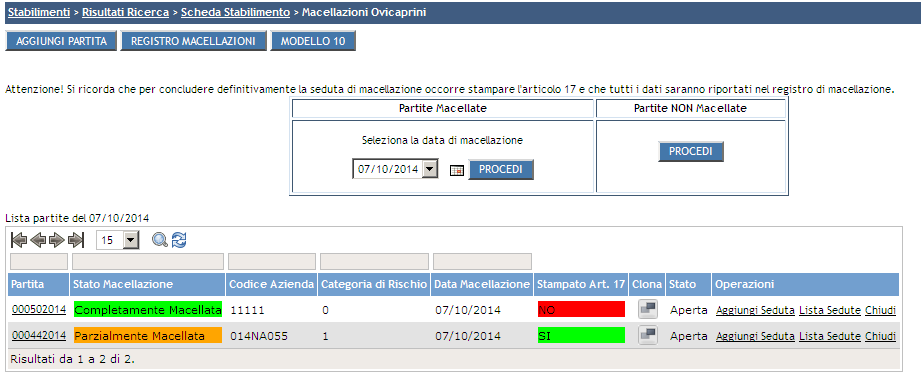 Stabilimenti > Risultati Ricerca > Scheda Stabilimento > Macellazioni Ovicaprini
AGGIUNGI PARTITA REGISTRO MACELLAZIONI MODELLO 10
Attenzione! Si ricorda che per concludere definitivamente la seduta di macellazione occorre stampare l'articolo 17 e che tutti i dati saranno riportati nel registro di macellazione.
Partite Macellate Partite NON Macellate
Seleziona la data di macellazione
PROCEDI
07/10/2014 PROCEDI
Lista partite del 07/10/2014
15
Partita Stato Macellazione Codice Azienda Categoria di Rischio Data Macellazione Stampato Art. 17 Clona Stato Operazioni
000502014 Completamente Macellata 11111 0 07/10/2014 NO Aperta Aggiungi Seduta Lista Sedute Chiudi
000442014 Parzialmente Macellata 014NA055 1 07/10/2014 SI Aperta Aggiungi Seduta Lista Sedute Chiudi
Risultati da 1 a 2 di 2.